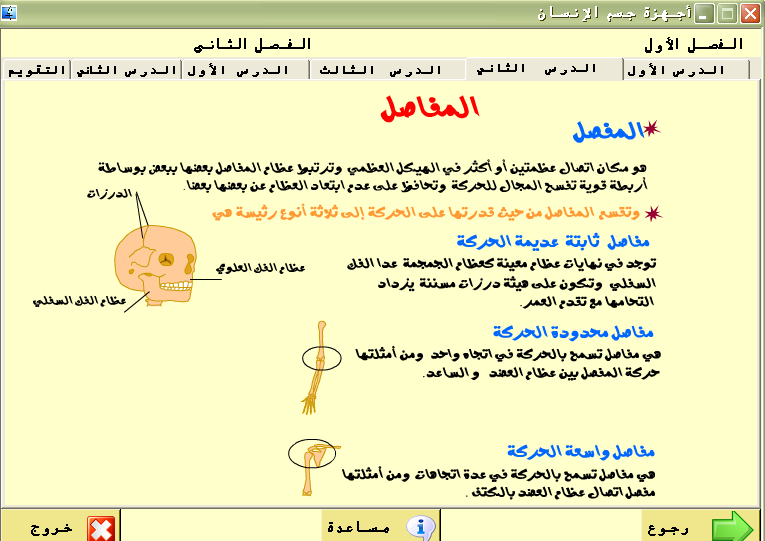 أجهزة جسم الإنسان
الفصل الأول
الفصل الثاني
الدرس الأول
الدرس الثاني
الدرس الثالث
الدرس الأول
الدرس الثاني
التقويم
المفاصل
المفصل
هو مكان اتصال عظمتين أو أكثر في الهيكل العظمي وترتبط عظام المفاصل بعضها ببعض بوساطة
أربطة قوية تفسح المجال للحركة وتحافظ على عدم ابتعاد العظام عن بعضها بعضا.
وتقسم المفاصل من حيث قدرتها على الحركة إلى ثلاثة أنوع رئيسة هي
مفاصل ثابتة عديمة الحركة
توجد في نهايات عظام معينة كعظام الجمجمة عدا الفك
السفلي وتكون على هيئة درزات مسننة يزداد
التحامها مع تقدم العمر.
الدرزات
عظام الفك العلوي
عظام الفك السفلي
مفاصل محدودة الحركة
هي مفاصل تسمح بالحركة في اتجاه واحد ومن أمثلتها
حركة المفصل بين عظام العضد و الساعد.
مفاصل واسعة الحركة
هي مفاصل تسمح بالحركة في عدة اتجاهات ومن أمثلتها
مفصل اتصال عظام العضد بالكتف .
رجوع
مساعدة
خروج